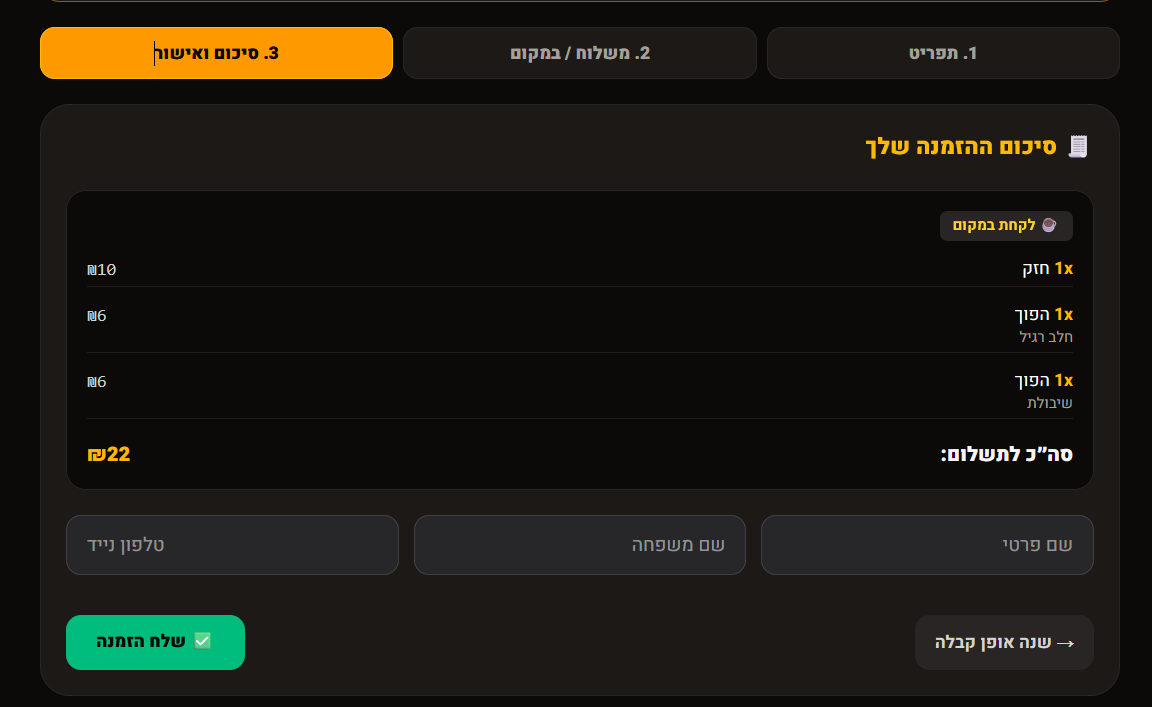 1. תפריט
2. משלוח / במקום
3. סיכום ואישור
סיכום ההזמנה שלך
לקחת במקום
1x חזק ₪10
1x הפוך ₪6
חלב רגיל
1x הפוך ₪6
שיבולת
סה״כ לתשלום: ₪22
שם פרטי
שם משפחה
טלפון נייד
→ שנה אופן קבלה
✅ שלח הזמנה